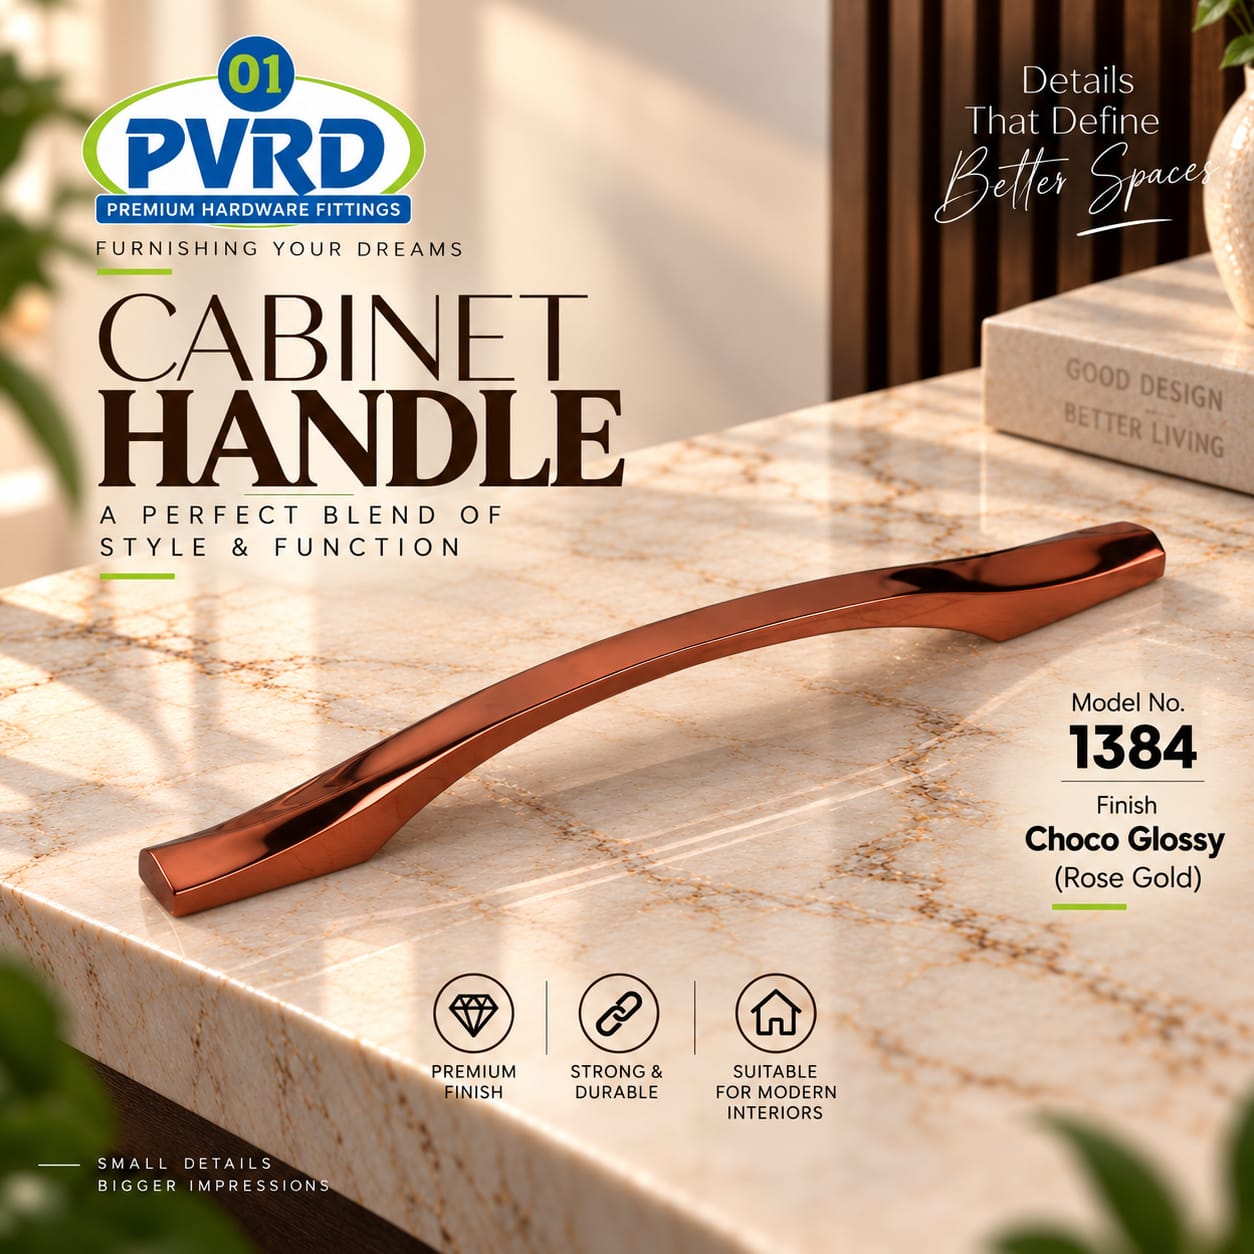 01
PVRD
PREMIUM HARDWARE FITTINGS
FURNISHING YOUR DREAMS
CABINET
HANDLE
A PERFECT BLEND OF
STYLE & FUNCTION
Details
That Define
Better Spaces
GOOD DESIGN
BETTER LIVING
Model No.
1384
Finish
Choco Glossy
(Rose Gold)
PREMIUM
FINISH
STRONG &
DURABLE
SUITABLE
FOR MODERN
INTERIORS
SMALL DETAILS
BIGGER IMPRESSIONS